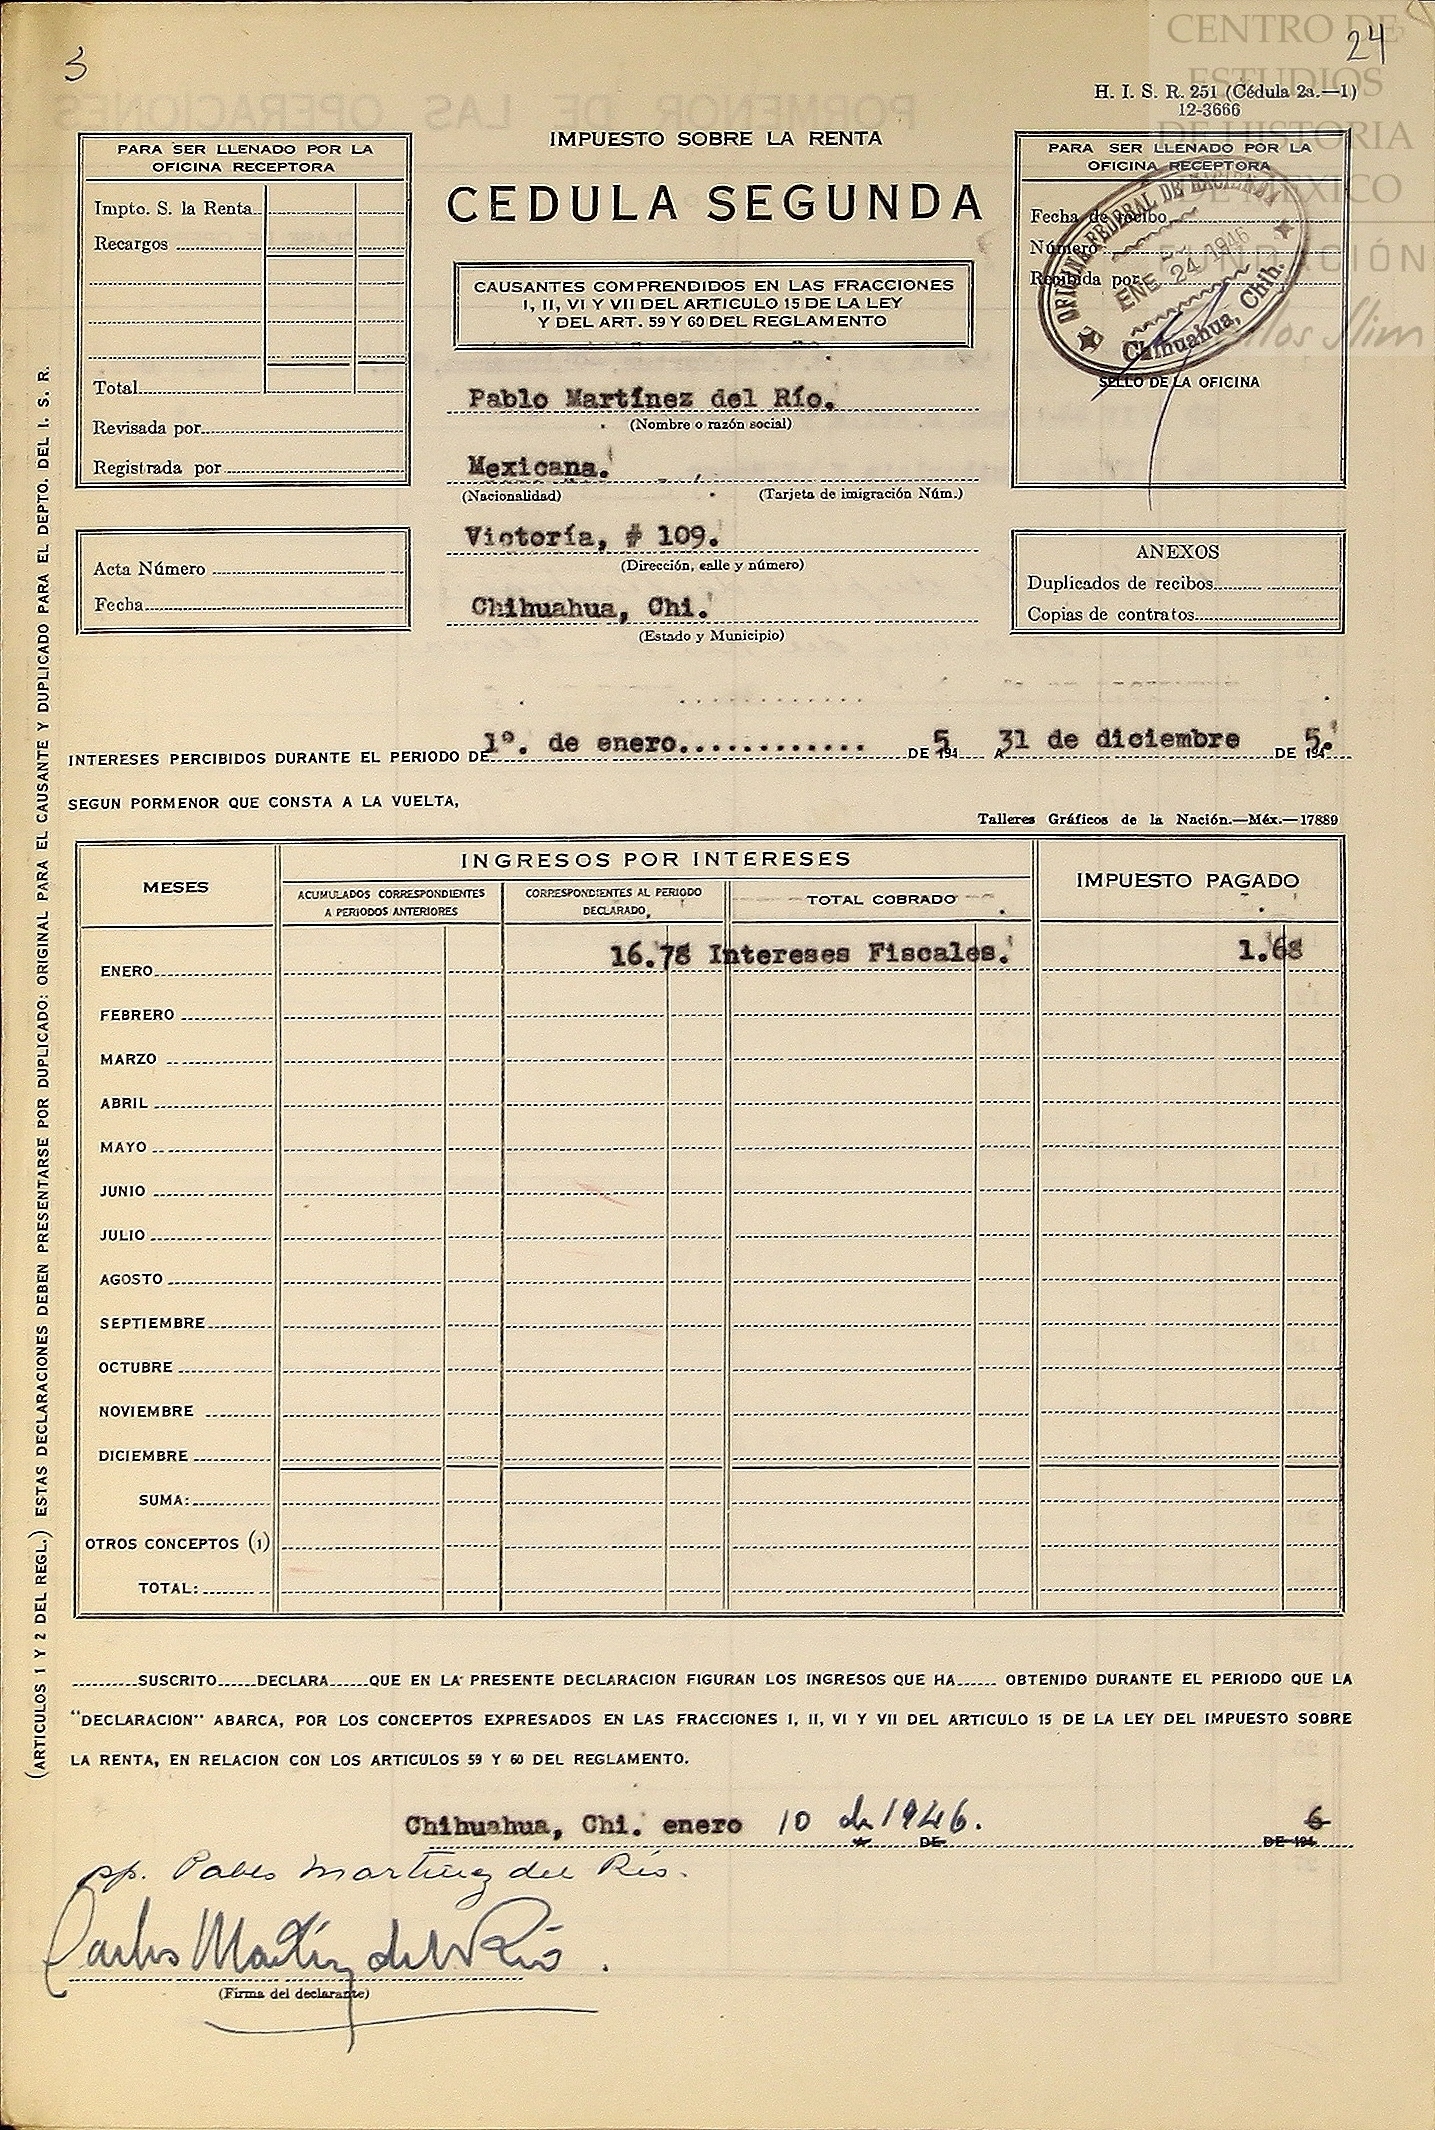 3
24
CENTRO DE
ESTUDIOS
DE HISTORIA
DE MÉXICO
FUNDACIÓN
Carlos Slim
H. I. S. R. 251 (Cédula 2a.—1)
12-3666
PARA SER LLENADO POR LA
OFICINA RECEPTORA
Impto. S. la Renta
Recargos
Total
Revisada por
Registrada por
Acta Número
Fecha
IMPUESTO SOBRE LA RENTA
CEDULA SEGUNDA
CAUSANTES COMPRENDIDOS EN LAS FRACCIONES
I, II, VI Y VII DEL ARTICULO 15 DE LA LEY
Y DEL ART. 59 Y 60 DEL REGLAMENTO
Pablo Martínez del Río.
(Nombre o razón social)
Mexicana.
(Nacionalidad) (Tarjeta de imigración Núm.)
Victoría, # 109.
(Dirección, calle y número)
Chihuahua, Chi.
(Estado y Municipio)
PARA SER LLENADO POR LA
OFICINA RECEPTORA
Fecha de recibo
Número
Recibida por
OFICINA FEDERAL DE HACIENDA
ENE 24 1946
Chihuahua, Chih.
SELLO DE LA OFICINA
ANEXOS
Duplicados de recibos
Copias de contratos
INTERESES PERCIBIDOS DURANTE EL PERIODO DE 1º. de enero............ DE 194 5 A 31 de diciembre DE 194 5.
SEGUN PORMENOR QUE CONSTA A LA VUELTA,
Talleres Gráficos de la Nación.—Méx.—17889
MESES
INGRESOS POR INTERESES
IMPUESTO PAGADO
ACUMULADOS CORRESPONDIENTES
A PERIODOS ANTERIORES
CORRESPONDIENTES AL PERIODO
DECLARADO
TOTAL COBRADO
ENERO 16.78 Intereses Fiscales. 1.68
FEBRERO
MARZO
ABRIL
MAYO
JUNIO
JULIO
AGOSTO
SEPTIEMBRE
OCTUBRE
NOVIEMBRE
DICIEMBRE
SUMA:
OTROS CONCEPTOS (1)
TOTAL:
SUSCRITO DECLARA QUE EN LA PRESENTE DECLARACION FIGURAN LOS INGRESOS QUE HA OBTENIDO DURANTE EL PERIODO QUE LA
"DECLARACION" ABARCA, POR LOS CONCEPTOS EXPRESADOS EN LAS FRACCIONES I, II, VI Y VII DEL ARTICULO 15 DE LA LEY DEL IMPUESTO SOBRE
LA RENTA, EN RELACION CON LOS ARTICULOS 59 Y 60 DEL REGLAMENTO.
Chihuahua, Chi. enero 10 de 1946. 6
A DE DE 194
pp. Pablo Martínez del Río.
Carlos Martínez del Río.
(Firma del declarante)
(ARTICULOS 1 Y 2 DEL REGL.) ESTAS DECLARACIONES DEBEN PRESENTARSE POR DUPLICADO: ORIGINAL PARA EL CAUSANTE Y DUPLICADO PARA EL DEPTO. DEL I. S. R.
PORMENOR DE LAS OPERACIONES